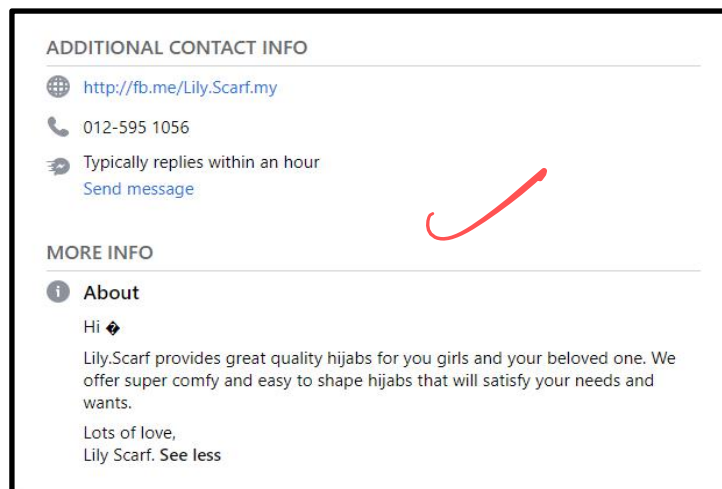 ADDITIONAL CONTACT INFO
http://fb.me/Lily.Scarf.my
012-595 1056
Typically replies within an hour
Send message
MORE INFO
About
Hi �
Lily.Scarf provides great quality hijabs for you girls and your beloved one. We
offer super comfy and easy to shape hijabs that will satisfy your needs and
wants.
Lots of love,
Lily Scarf. See less